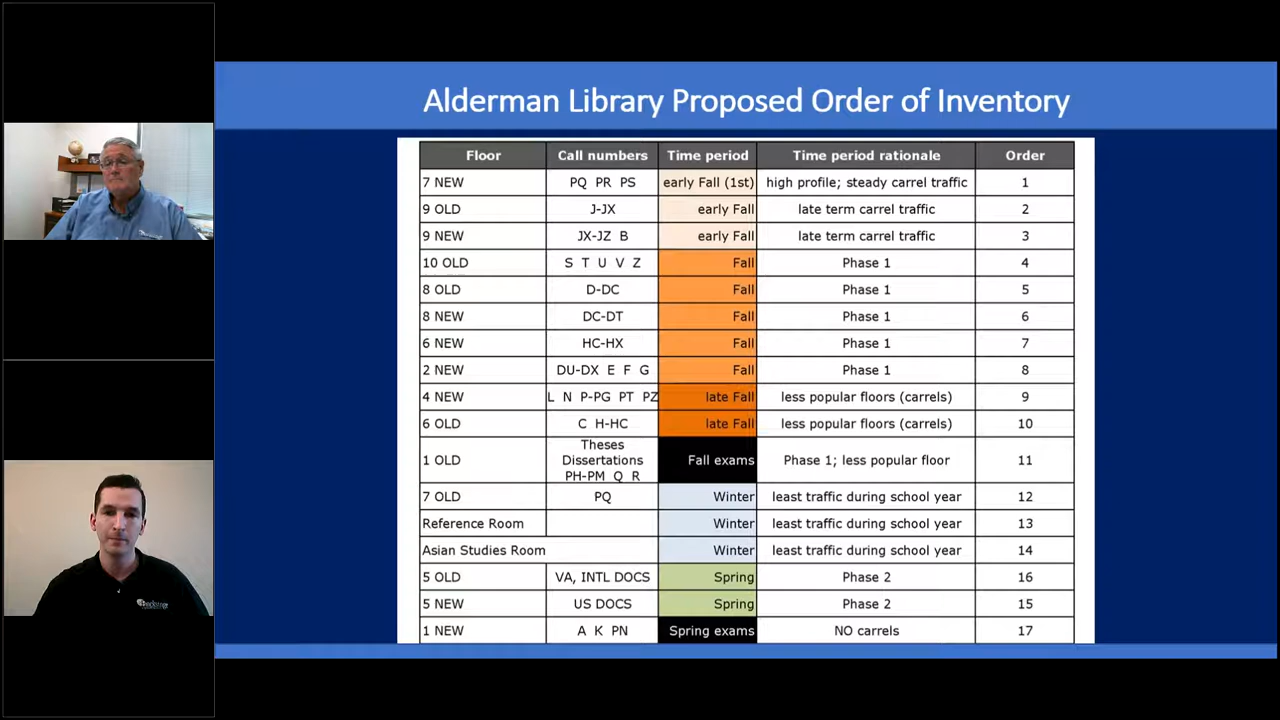 Alderman Library Proposed Order of Inventory
Floor Call numbers Time period Time period rationale Order
7 NEW PQ PR PS early Fall (1st) high profile; steady carrel traffic 1
9 OLD J-JX early Fall late term carrel traffic 2
9 NEW JX-JZ B early Fall late term carrel traffic 3
10 OLD S T U V Z Fall Phase 1 4
8 OLD D-DC Fall Phase 1 5
8 NEW DC-DT Fall Phase 1 6
6 NEW HC-HX Fall Phase 1 7
2 NEW DU-DX E F G Fall Phase 1 8
4 NEW L N P-PG PT PZ late Fall less popular floors (carrels) 9
6 OLD C H-HC late Fall less popular floors (carrels) 10
Theses
1 OLD Dissertations Fall exams Phase 1; less popular floor 11
PH-PM Q R
7 OLD PQ Winter least traffic during school year 12
Reference Room Winter least traffic during school year 13
Asian Studies Room Winter least traffic during school year 14
5 OLD VA, INTL DOCS Spring Phase 2 16
5 NEW US DOCS Spring Phase 2 15
1 NEW A K PN Spring exams NO carrels 17